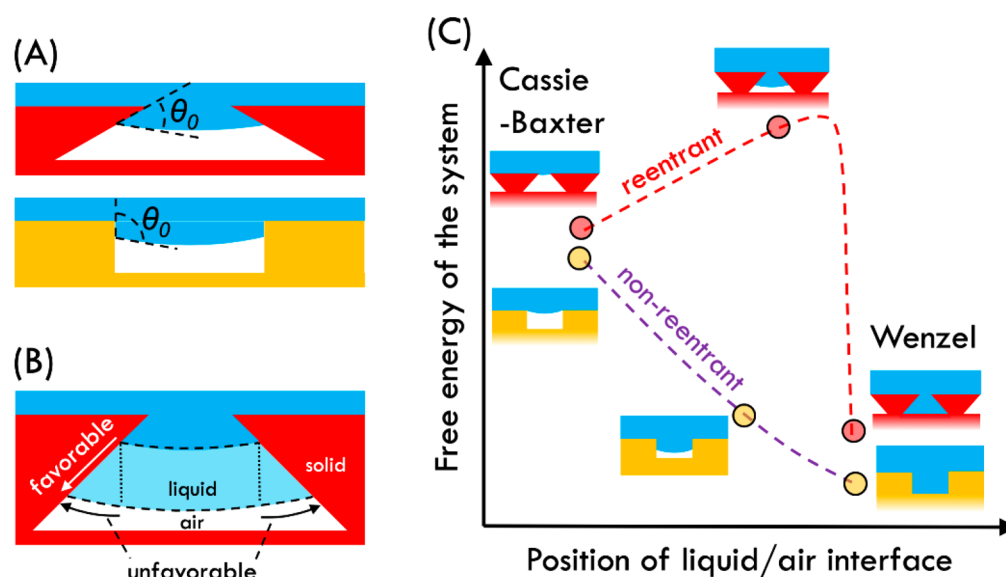 (A)
θ₀
θ₀
(B)
favorable
solid
liquid
air
unfavorable
(C)
Cassie
-Baxter
reentrant
non-reentrant
Wenzel
Free energy of the system
Position of liquid/air interface